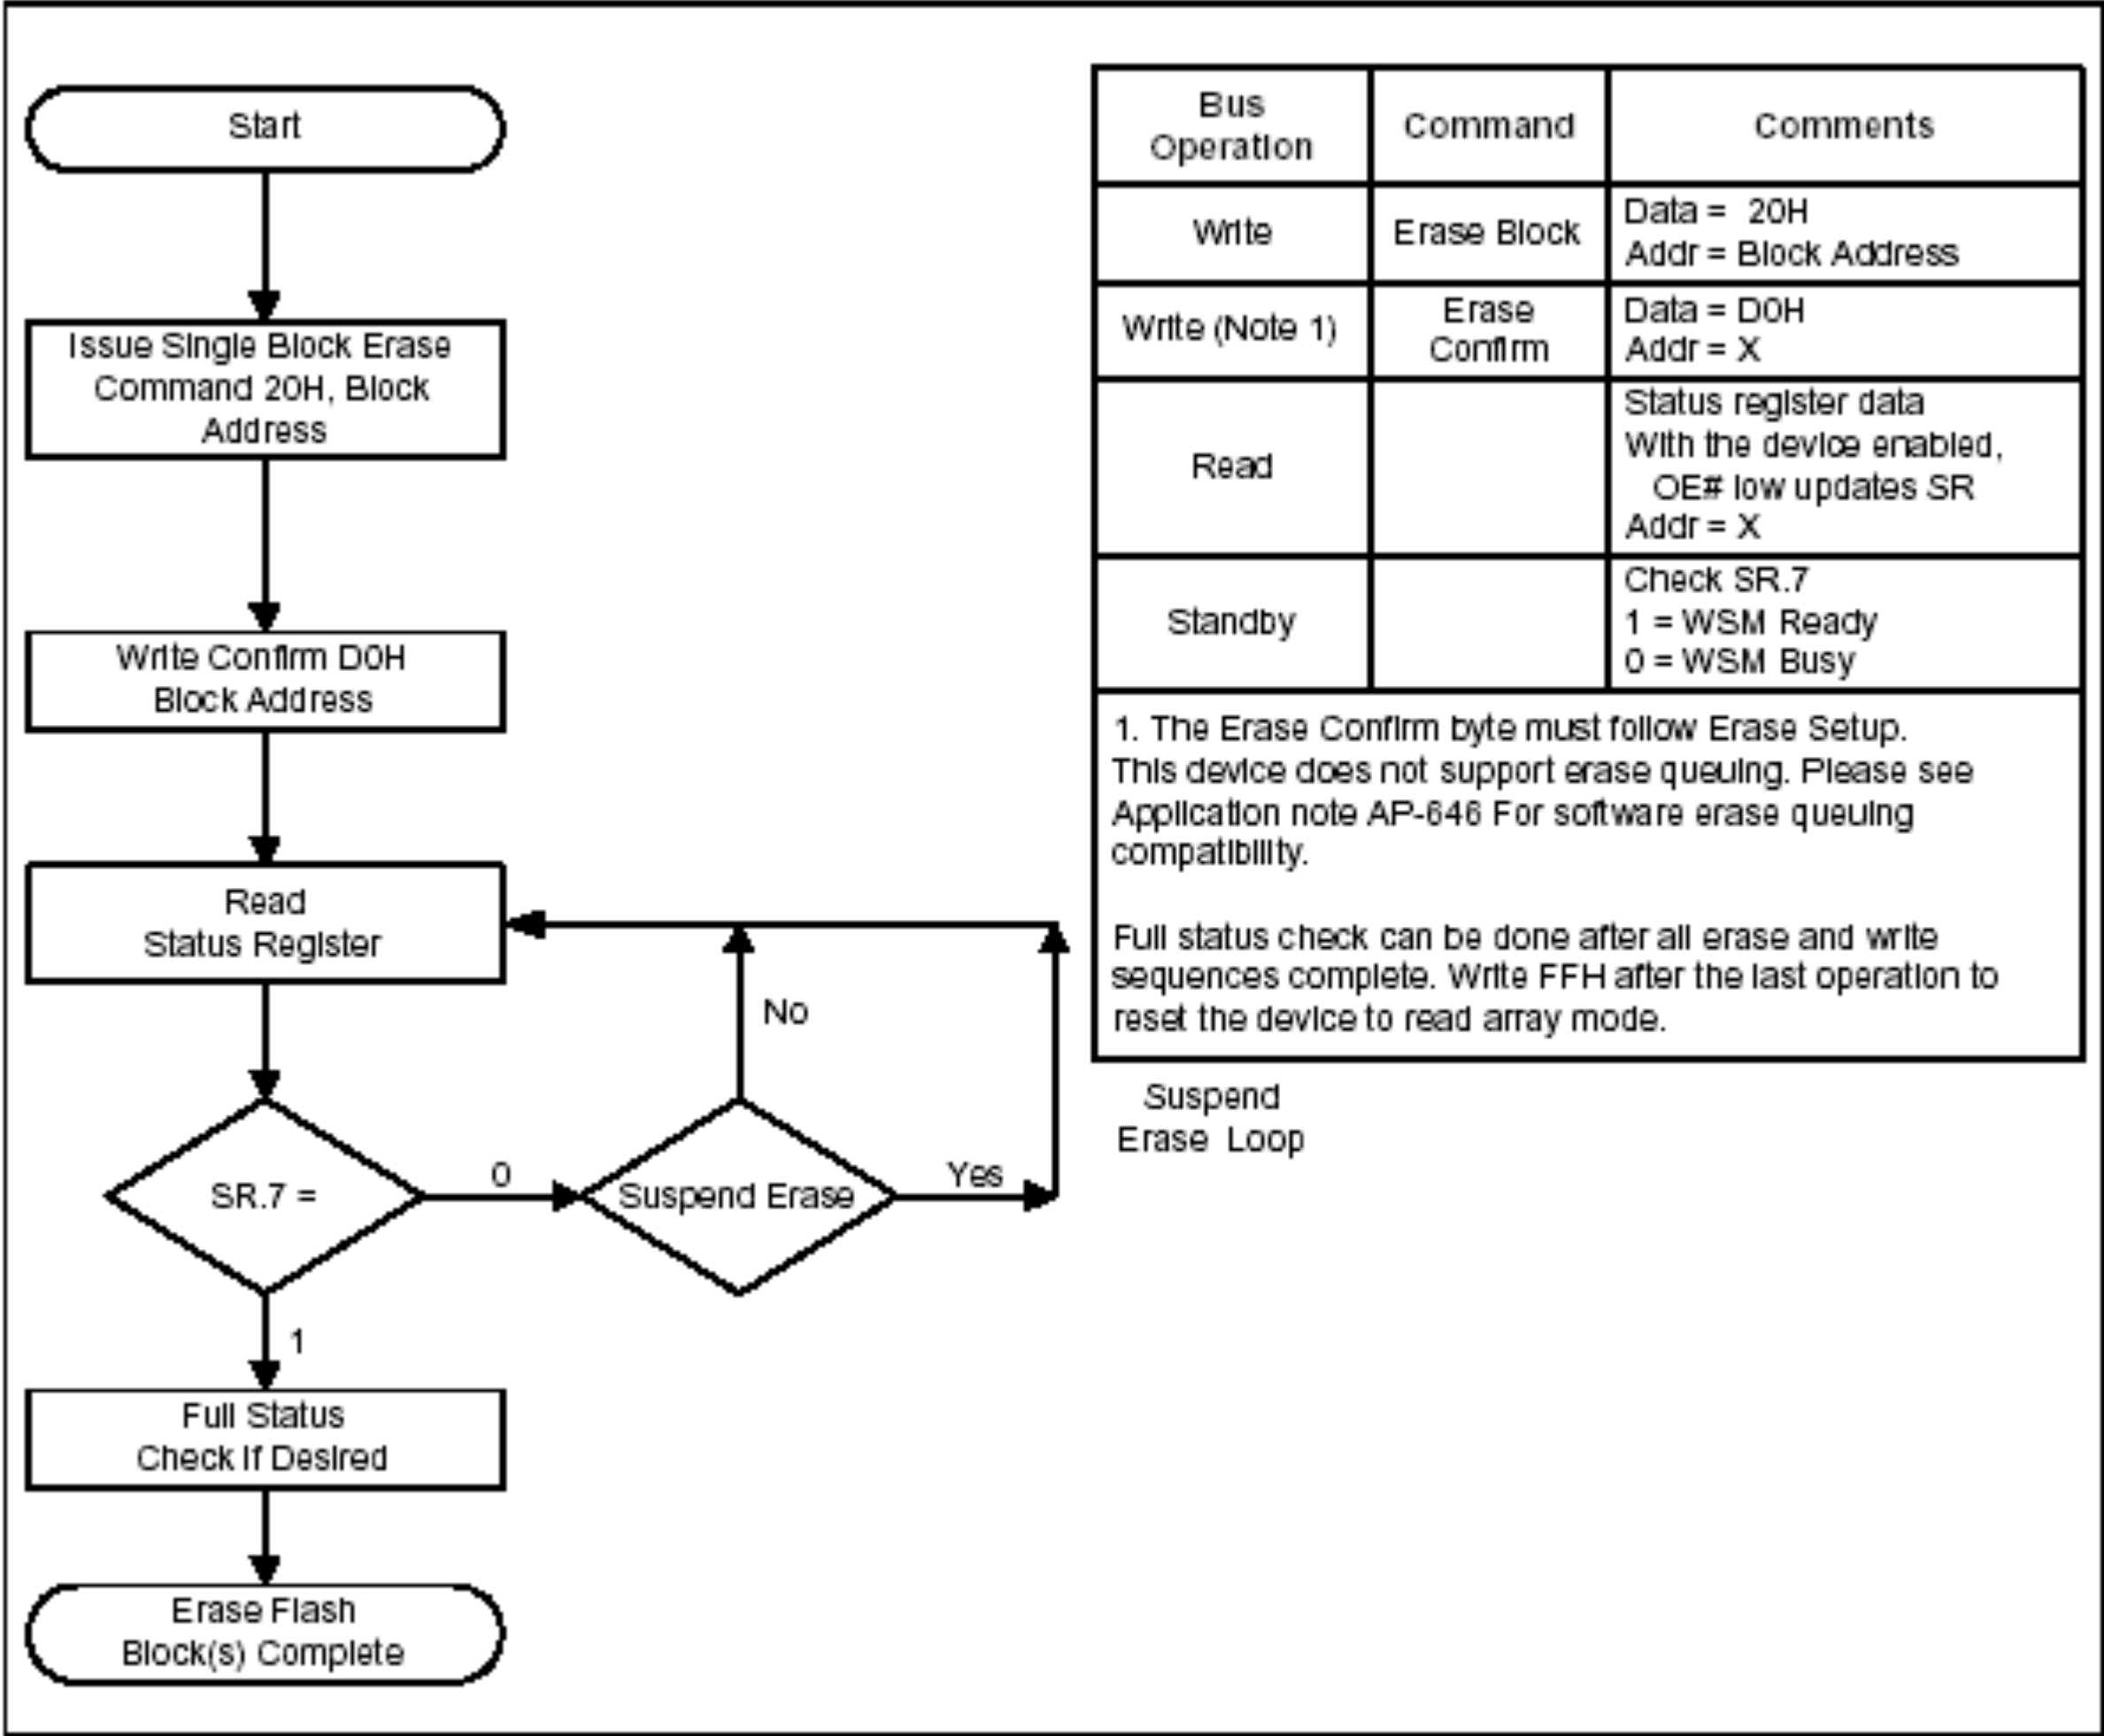 Start
Issue Single Block Erase
Command 20H, Block
Address
Write Confirm D0H
Block Address
Read
Status Register
SR.7 =
0
Suspend Erase
No
Yes
1
Full Status
Check if Desired
Erase Flash
Block(s) Complete
Suspend
Erase Loop
Bus
Operation
Command
Comments
Write
Erase Block
Data = 20H
Addr = Block Address
Write (Note 1)
Erase
Confirm
Data = D0H
Addr = X
Read
Status register data
With the device enabled,
OE# low updates SR
Addr = X
Standby
Check SR.7
1 = WSM Ready
0 = WSM Busy
1. The Erase Confirm byte must follow Erase Setup.
This device does not support erase queuing. Please see
Application note AP-646 For software erase queuing
compatibility.
Full status check can be done after all erase and write
sequences complete. Write FFH after the last operation to
reset the device to read array mode.